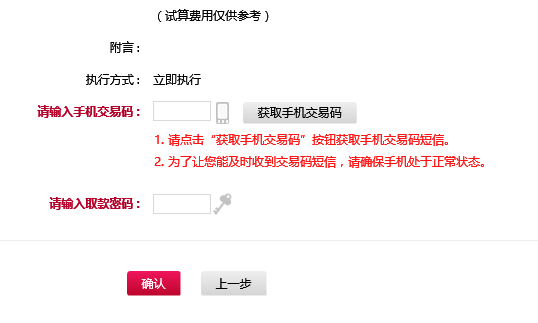 （试算费用仅供参考）
附言：
执行方式： 立即执行
请输入手机交易码： 获取手机交易码
1. 请点击“获取手机交易码”按钮获取手机交易码短信。
2. 为了让您能及时收到交易码短信，请确保手机处于正常状态。
请输入取款密码：
确认 上一步